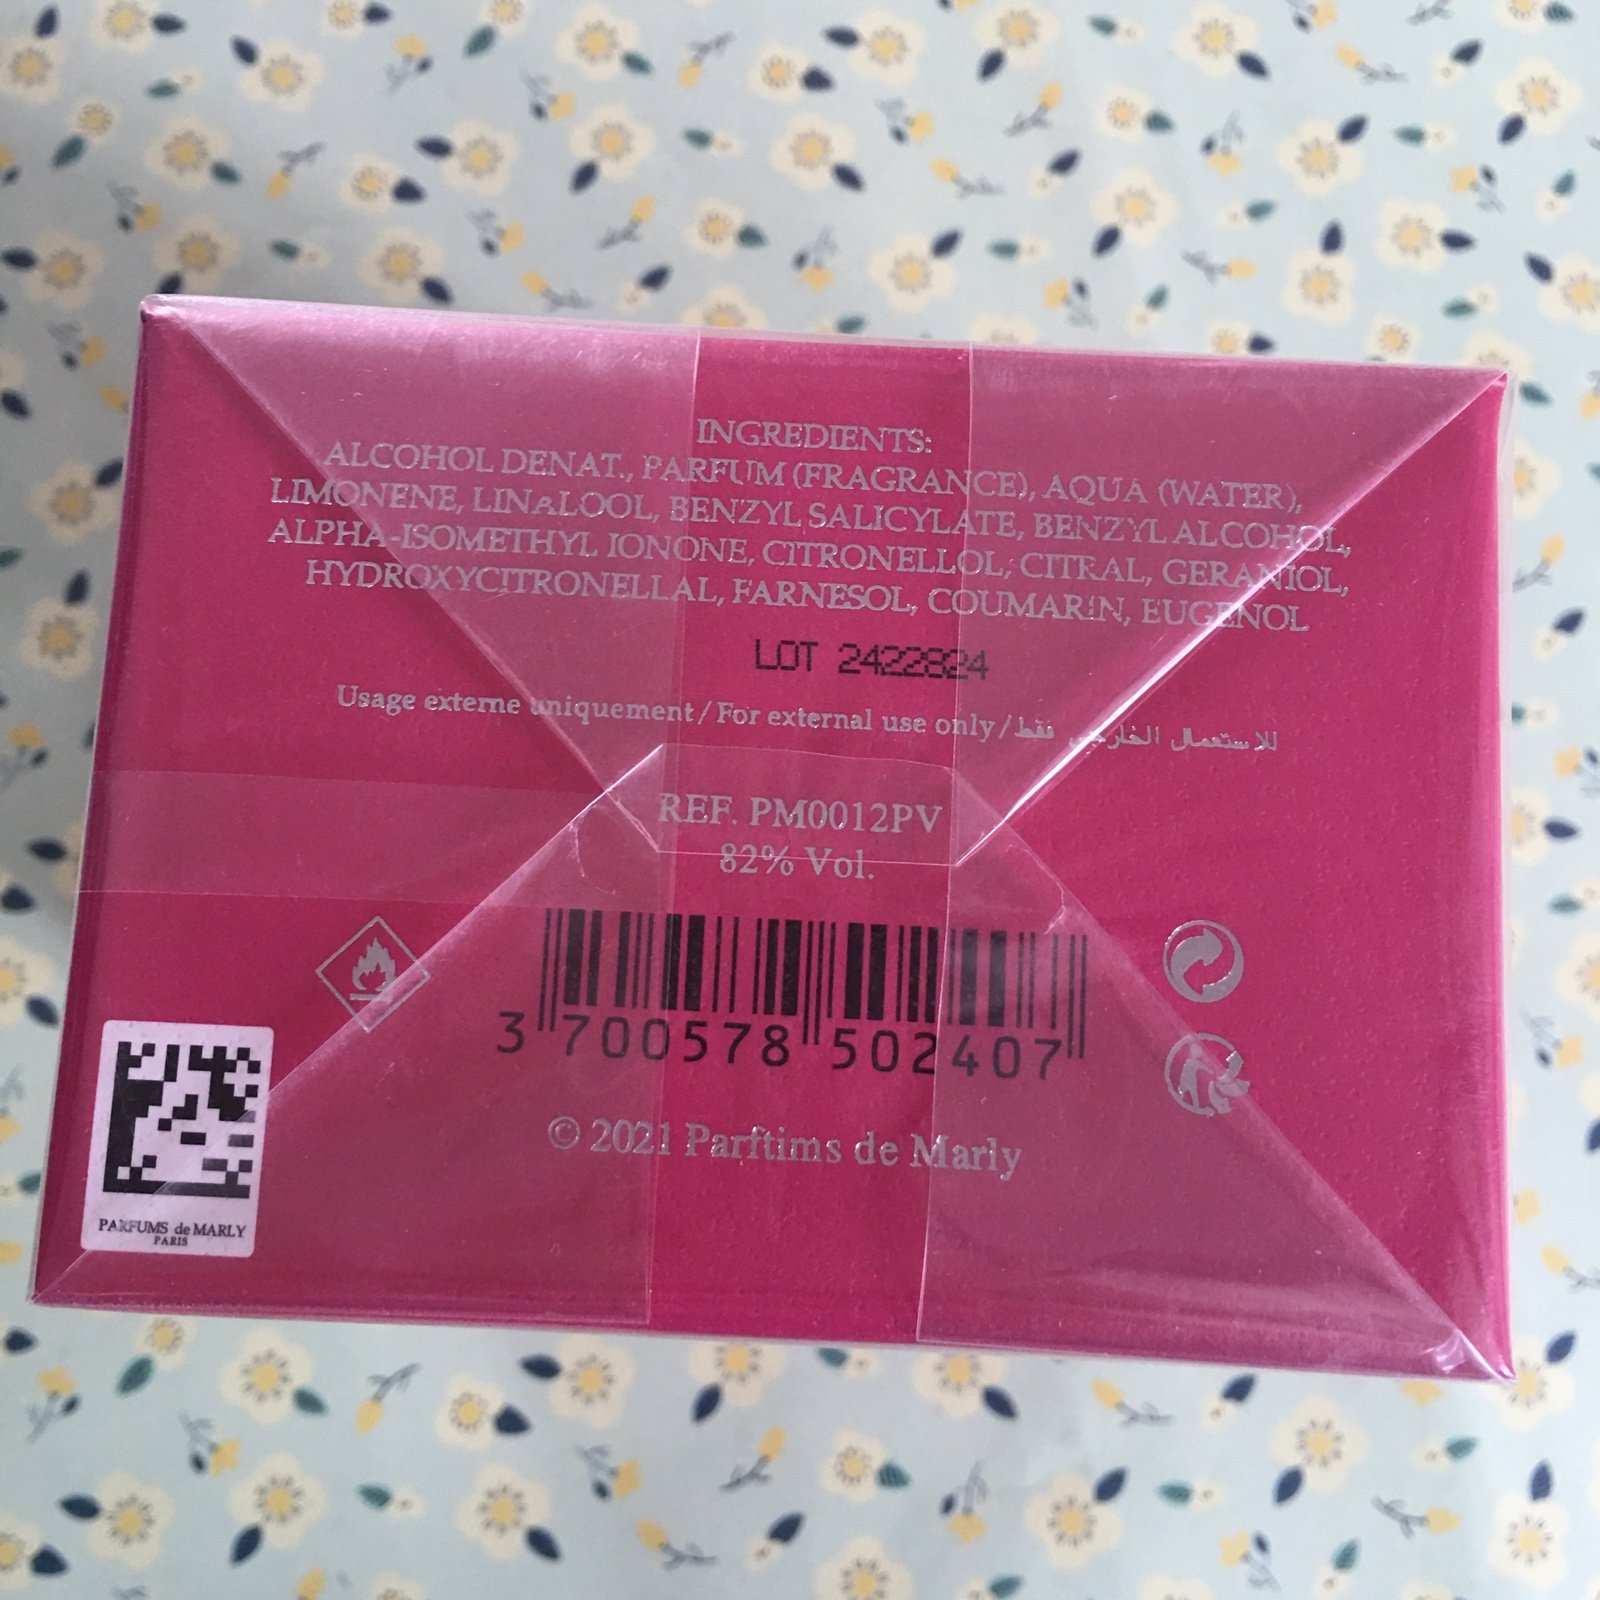 INGREDIENTS:
ALCOHOL DENAT., PARFUM (FRAGRANCE), AQUA (WATER),
LIMONENE, LINALOOL, BENZYL SALICYLATE, BENZYL ALCOHOL,
ALPHA-ISOMETHYL IONONE, CITRONELLOL, CITRAL, GERANIOL,
HYDROXYCITRONELLAL, FARNESOL, COUMARIN, EUGENOL
LOT 2422824
Usage externe uniquement/For external use only/للاستعمال الخارجي فقط
REF. PM0012PV
82% Vol.
3 700578 502407
© 2021 Parftims de Marly
PARFUMS de MARLY
PARIS